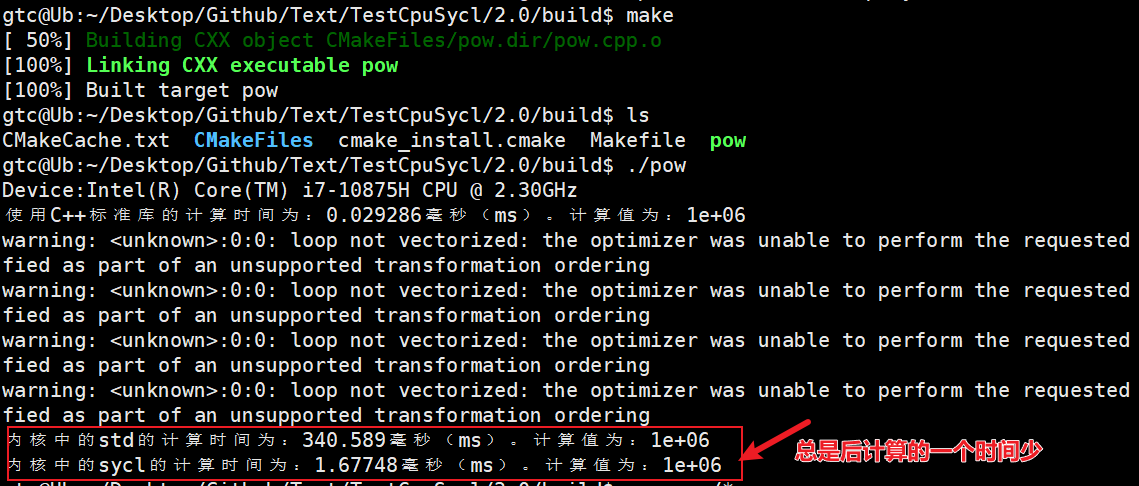 gtc@Ub:~/Desktop/Github/Text/TestCpuSycl/2.0/build$ make
[ 50%] Building CXX object CMakeFiles/pow.dir/pow.cpp.o
[100%] Linking CXX executable pow
[100%] Built target pow
gtc@Ub:~/Desktop/Github/Text/TestCpuSycl/2.0/build$ ls
CMakeCache.txt  CMakeFiles  cmake_install.cmake  Makefile  pow
gtc@Ub:~/Desktop/Github/Text/TestCpuSycl/2.0/build$ ./pow
Device:Intel(R) Core(TM) i7-10875H CPU @ 2.30GHz
使用C++标准库的计算时间为：0.029286毫秒（ms）。计算值为：1e+06
warning: <unknown>:0:0: loop not vectorized: the optimizer was unable to perform the requested
fied as part of an unsupported transformation ordering
warning: <unknown>:0:0: loop not vectorized: the optimizer was unable to perform the requested
fied as part of an unsupported transformation ordering
warning: <unknown>:0:0: loop not vectorized: the optimizer was unable to perform the requested
fied as part of an unsupported transformation ordering
warning: <unknown>:0:0: loop not vectorized: the optimizer was unable to perform the requested
fied as part of an unsupported transformation ordering
内核中的std的计算时间为：340.589毫秒（ms）。计算值为：1e+06
内核中的sycl的计算时间为：1.67748毫秒（ms）。计算值为：1e+06
总是后计算的一个时间少